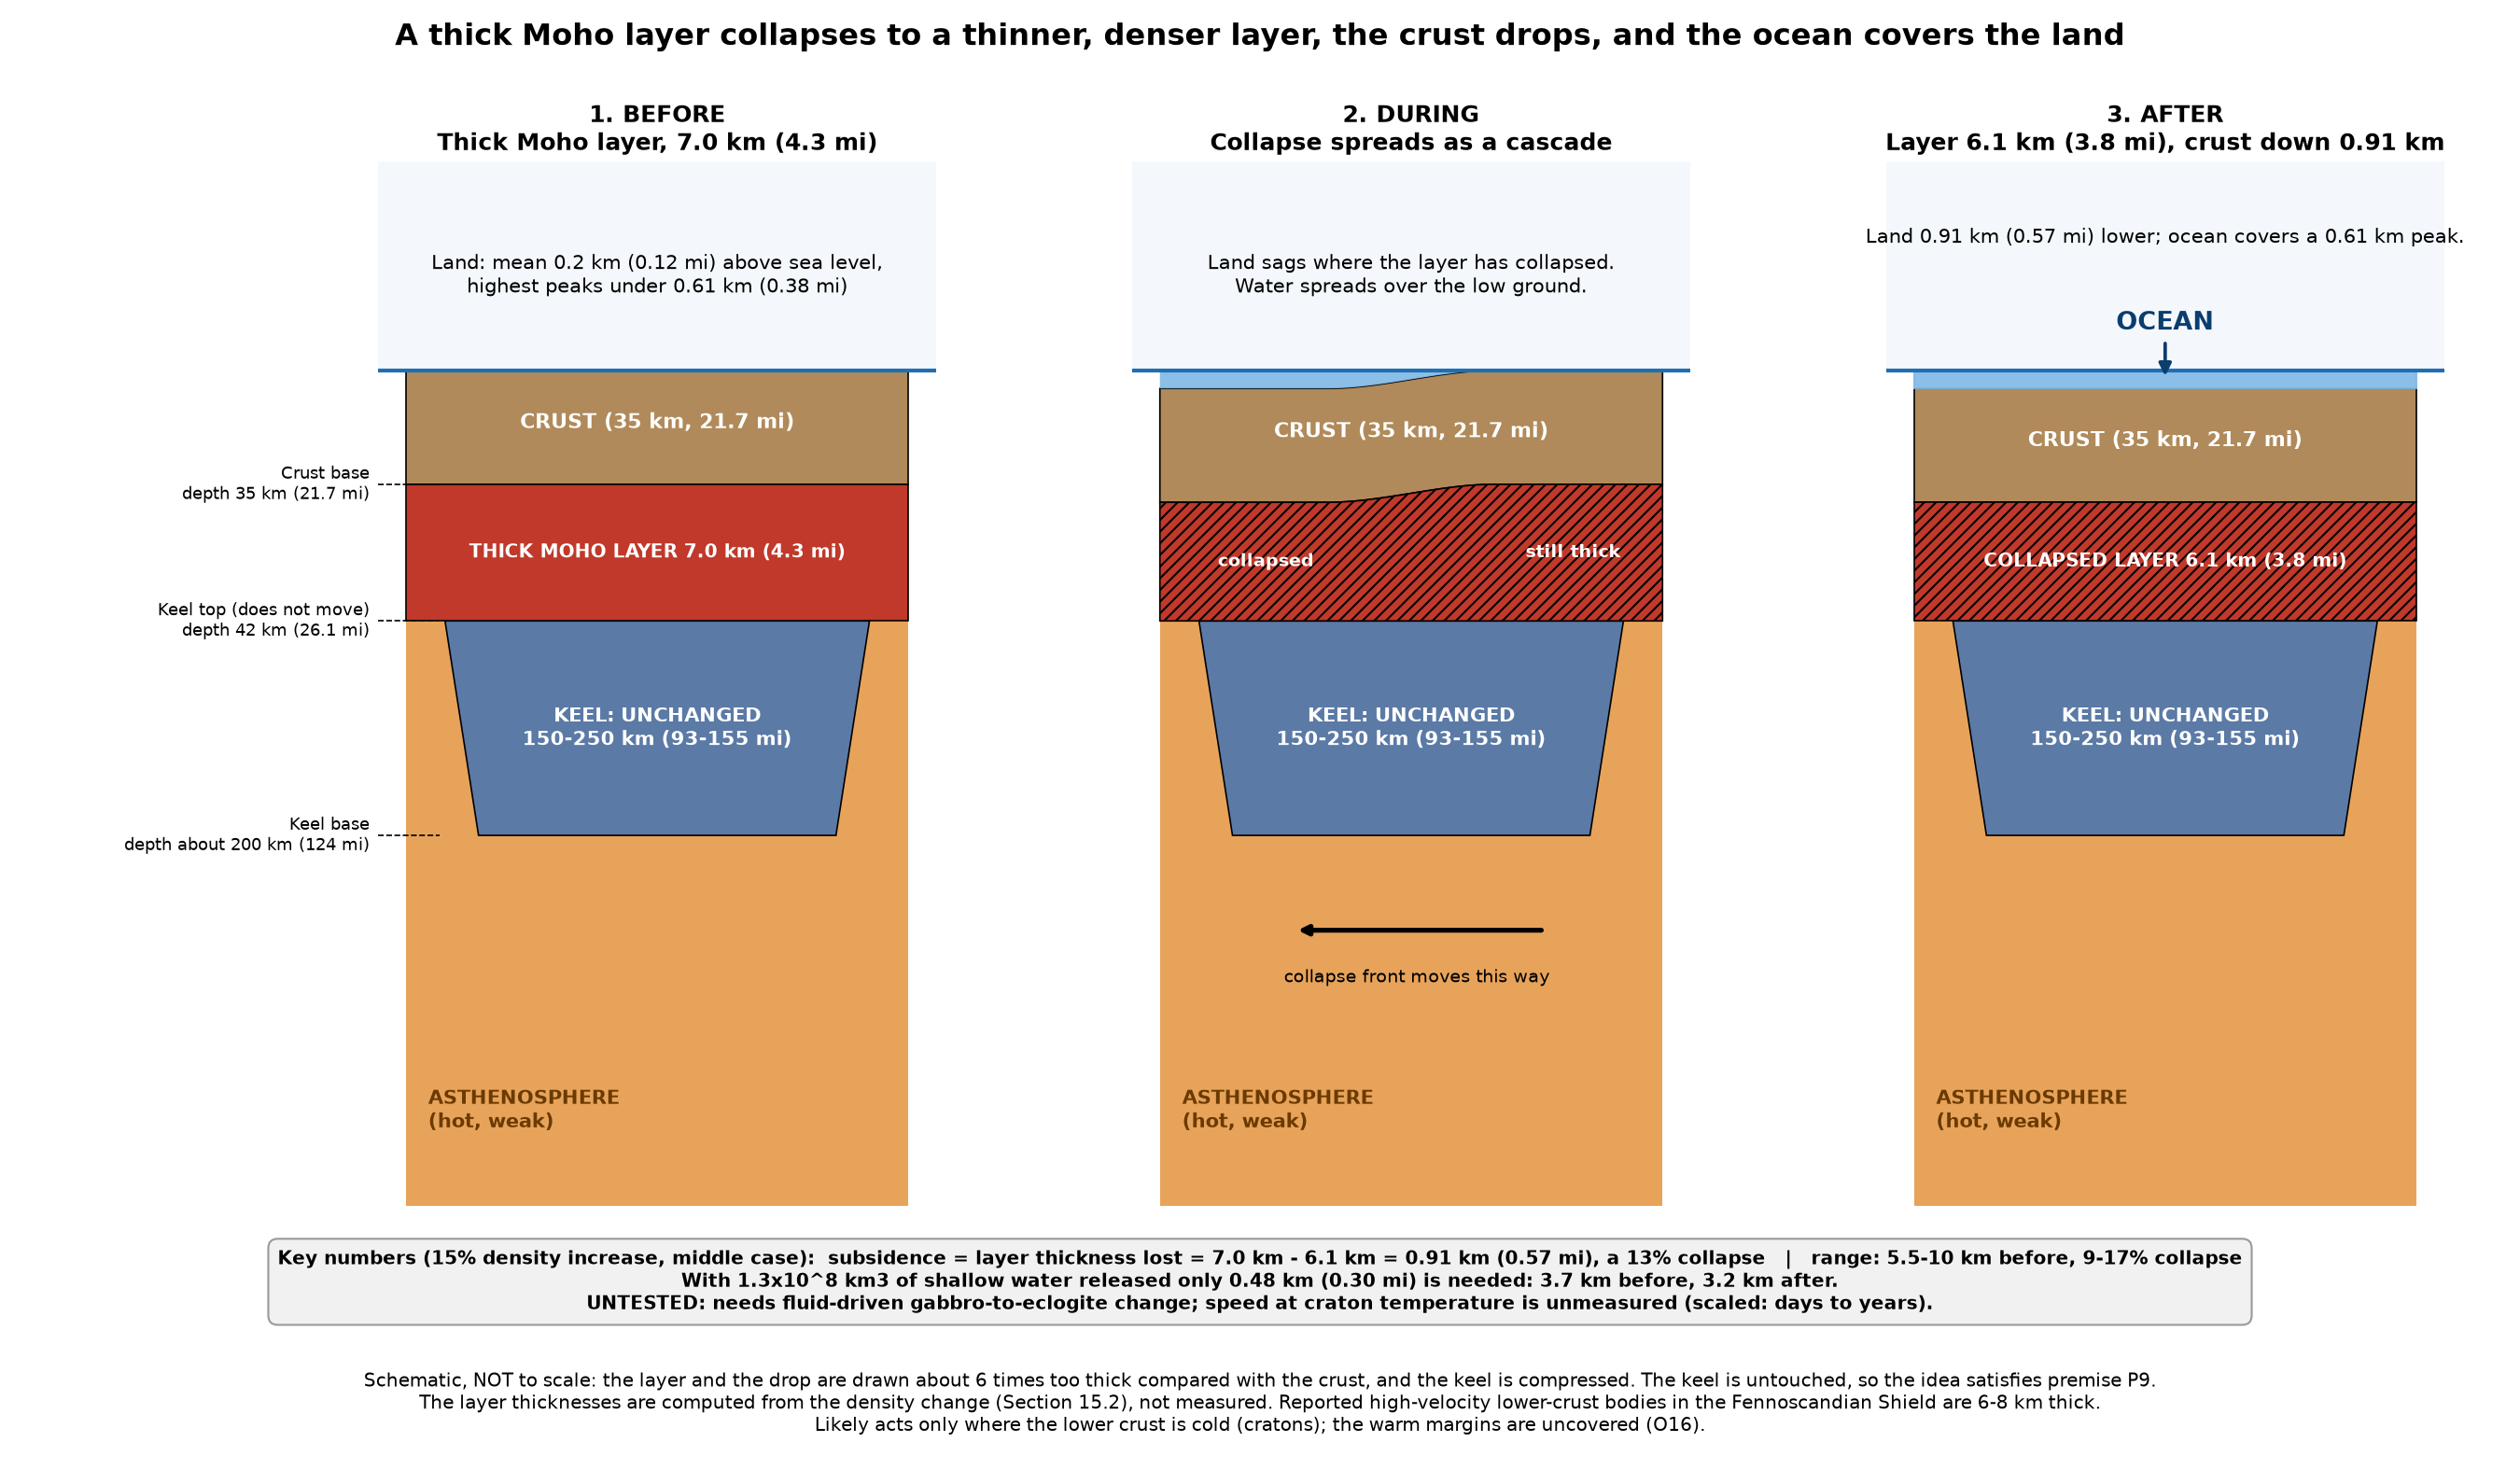 A thick Moho layer collapses to a thinner, denser layer, the crust drops, and the ocean covers the land
1. BEFORE
Thick Moho layer, 7.0 km (4.3 mi)
Land: mean 0.2 km (0.12 mi) above sea level,
highest peaks under 0.61 km (0.38 mi)
CRUST (35 km, 21.7 mi)
Crust base
depth 35 km (21.7 mi)
THICK MOHO LAYER 7.0 km (4.3 mi)
Keel top (does not move)
depth 42 km (26.1 mi)
KEEL: UNCHANGED
150-250 km (93-155 mi)
Keel base
depth about 200 km (124 mi)
ASTHENOSPHERE
(hot, weak)
2. DURING
Collapse spreads as a cascade
Land sags where the layer has collapsed.
Water spreads over the low ground.
CRUST (35 km, 21.7 mi)
still thick
collapsed
KEEL: UNCHANGED
150-250 km (93-155 mi)
collapse front moves this way
ASTHENOSPHERE
(hot, weak)
3. AFTER
Layer 6.1 km (3.8 mi), crust down 0.91 km
Land 0.91 km (0.57 mi) lower; ocean covers a 0.61 km peak.
OCEAN
CRUST (35 km, 21.7 mi)
COLLAPSED LAYER 6.1 km (3.8 mi)
KEEL: UNCHANGED
150-250 km (93-155 mi)
ASTHENOSPHERE
(hot, weak)
Key numbers (15% density increase, middle case):  subsidence = layer thickness lost = 7.0 km - 6.1 km = 0.91 km (0.57 mi), a 13% collapse   |   range: 5.5-10 km before, 9-17% collapse
With 1.3x10^8 km3 of shallow water released only 0.48 km (0.30 mi) is needed: 3.7 km before, 3.2 km after.
UNTESTED: needs fluid-driven gabbro-to-eclogite change; speed at craton temperature is unmeasured (scaled: days to years).
Schematic, NOT to scale: the layer and the drop are drawn about 6 times too thick compared with the crust, and the keel is compressed. The keel is untouched, so the idea satisfies premise P9.
The layer thicknesses are computed from the density change (Section 15.2), not measured. Reported high-velocity lower-crust bodies in the Fennoscandian Shield are 6-8 km thick.
Likely acts only where the lower crust is cold (cratons); the warm margins are uncovered (O16).